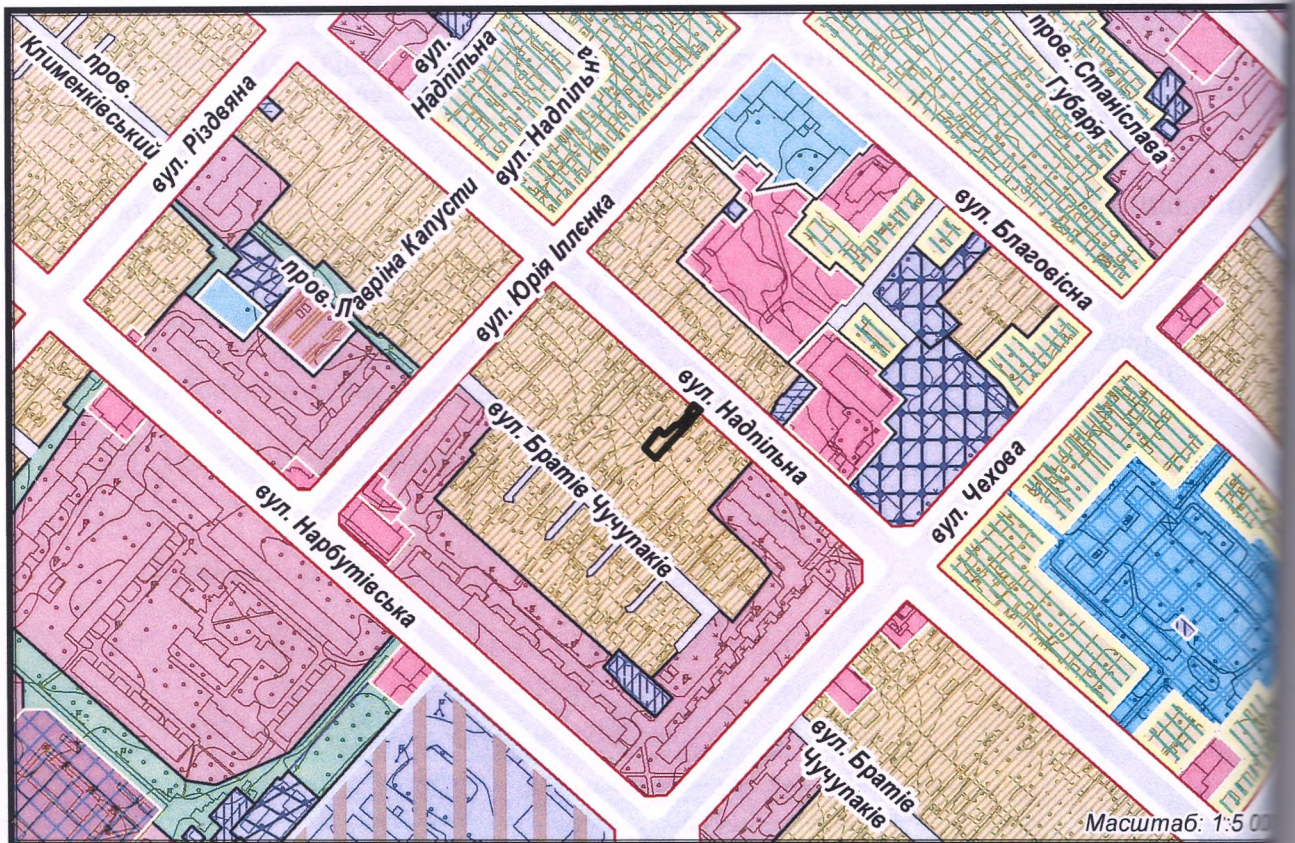 пров.
Клименківський
вул. Різдвяна
вул.
Надпільна
вул. Надпільна
пров. Станіслава
Губаря
вул. Благовісна
пров. Лавріна Капусти
вул. Юрія Іллєнка
вул. Надпільна
вул. Братів Чучупаків
вул. Чехова
вул. Нарбутівська
вул. Братів
Чучупаків
Масштаб: 1:5 00